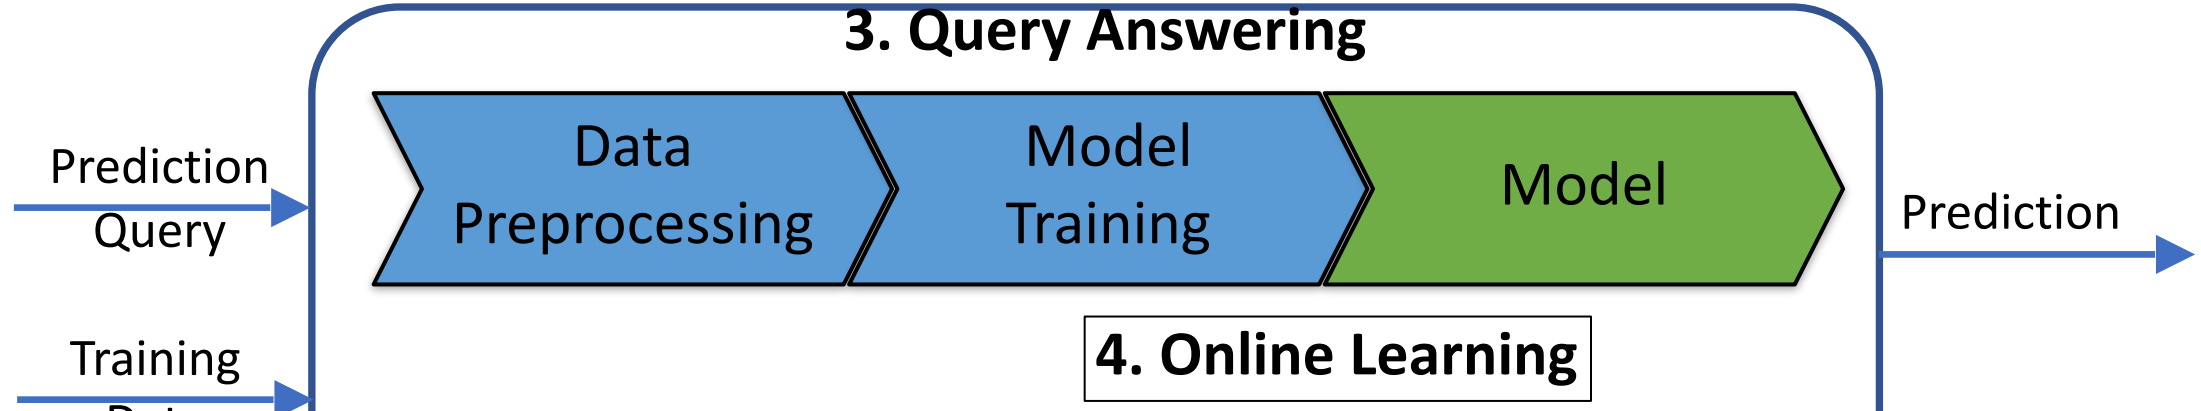 3. Query Answering
Prediction
Query
Data
Preprocessing
Model
Training
Model
Prediction
4. Online Learning
Training